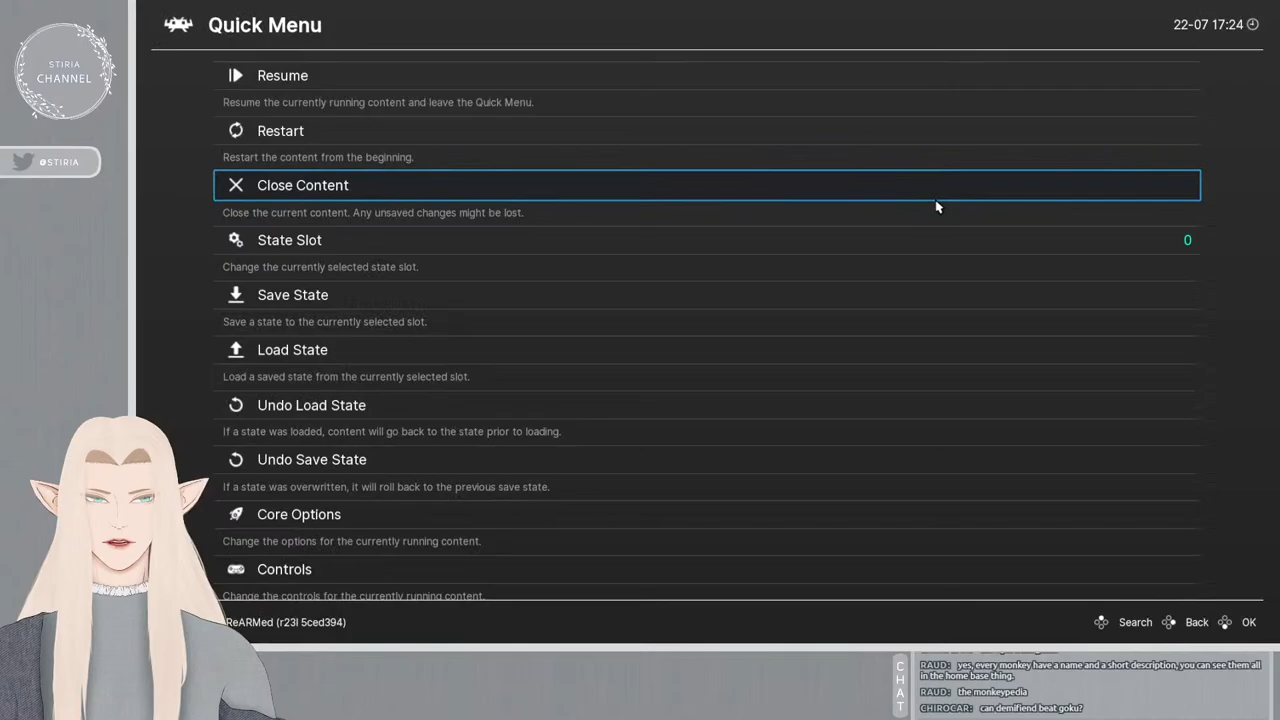 STIRIA
CHANNEL
@STIRIA
Quick Menu
22-07 17:24
Resume
Resume the currently running content and leave the Quick Menu.
Restart
Restart the content from the beginning.
Close Content
Close the current content. Any unsaved changes might be lost.
State Slot
0
Change the currently selected state slot.
Save State
Save a state to the currently selected slot.
Load State
Load a saved state from the currently selected slot.
Undo Load State
If a state was loaded, content will go back to the state prior to loading.
Undo Save State
If a state was overwritten, it will roll back to the previous save state.
Core Options
Change the options for the currently running content.
Controls
Change the controls for the currently running content.
ReARMed (r23l 5ced394)
Search
Back
OK
CHAT
RAUD: yes, every monkey have a name and a short description, you can see them all
in the home base thing.
RAUD: the monkeypedia
CHIROCAR: can demifiend beat goku?